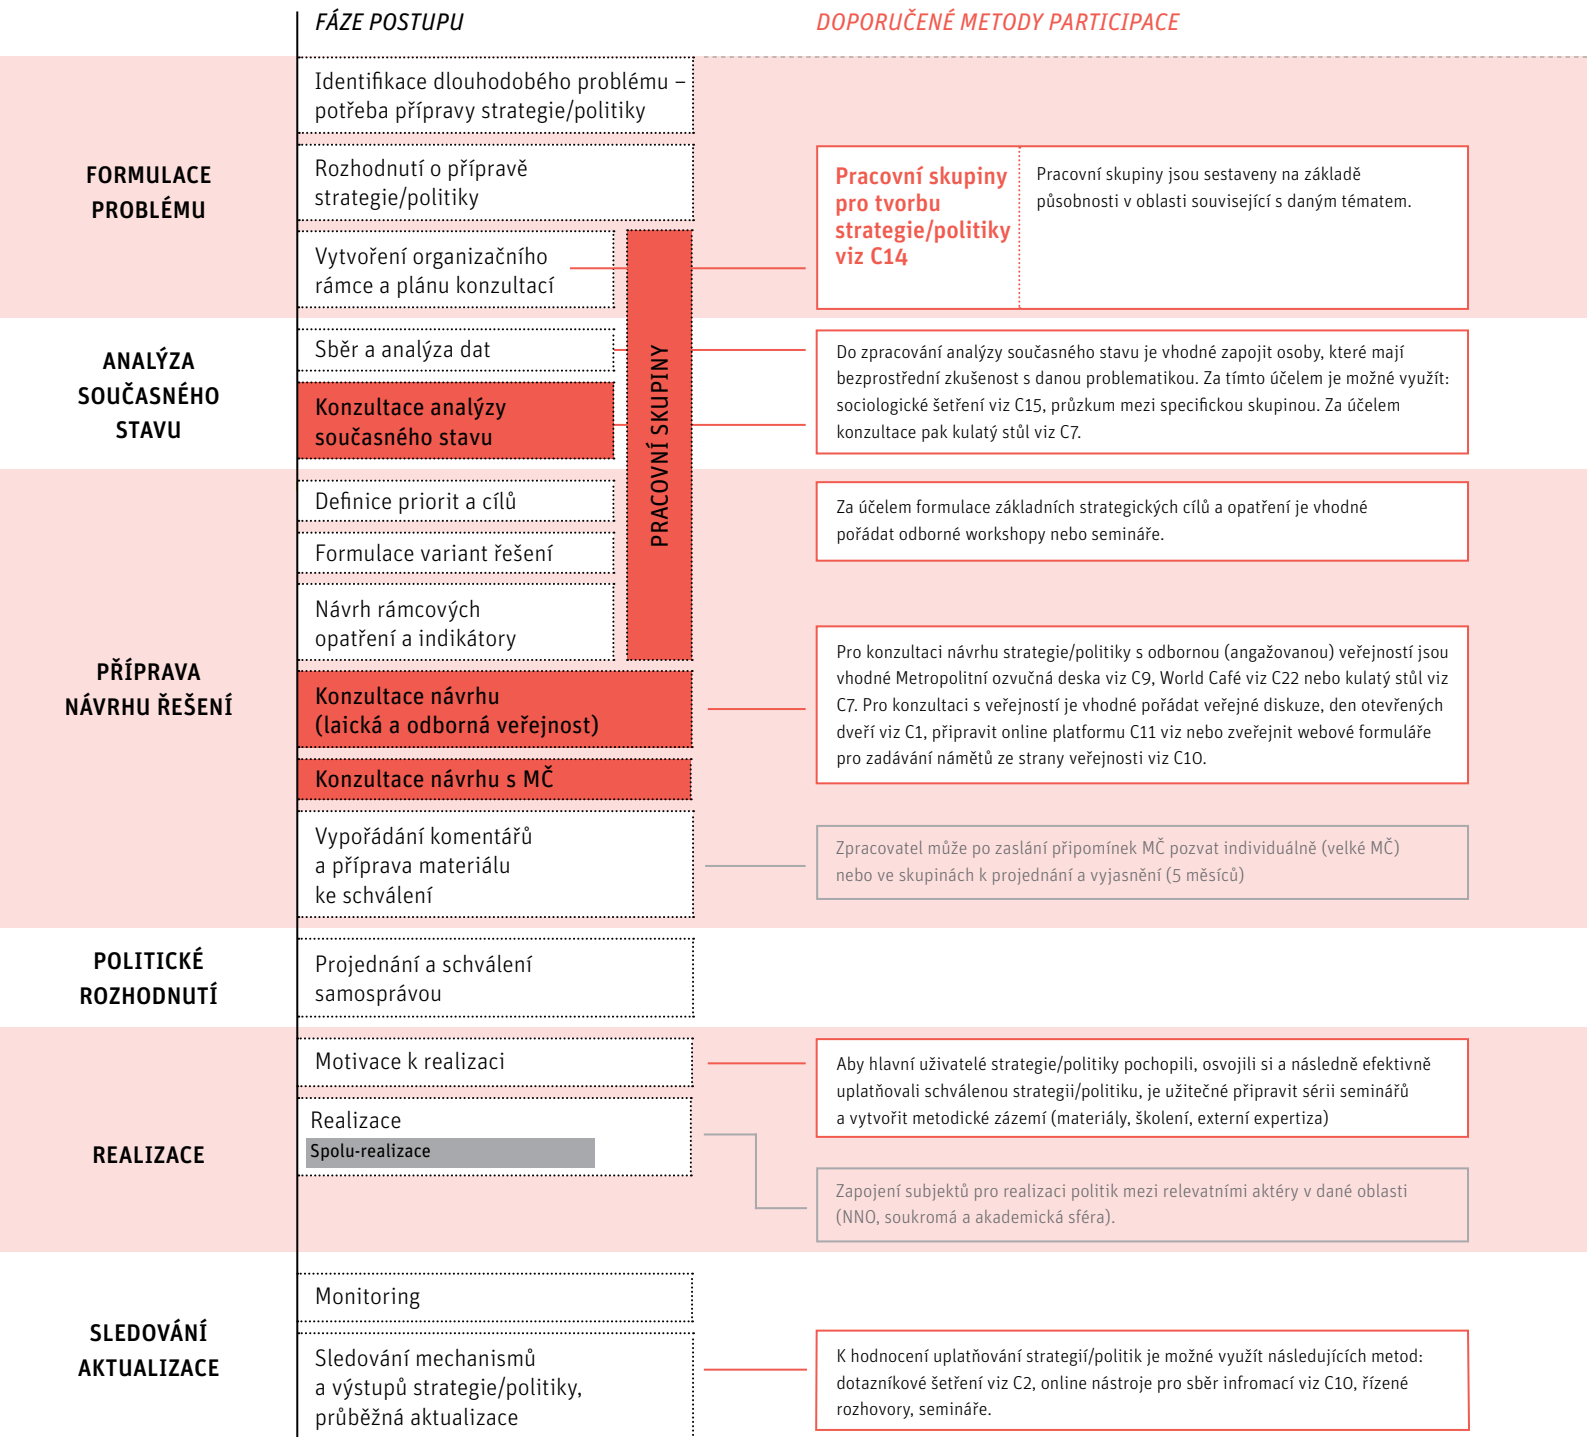 FÁZE POSTUPU
DOPORUČENÉ METODY PARTICIPACE
FORMULACE
PROBLÉMU
Identifikace dlouhodobého problému –
potřeba přípravy strategie/politiky
Rozhodnutí o přípravě
strategie/politiky
Vytvoření organizačního
rámce a plánu konzultací
PRACOVNÍ SKUPINY
Pracovní skupiny
pro tvorbu
strategie/politiky
viz C14
Pracovní skupiny jsou sestaveny na základě
působnosti v oblasti související s daným tématem.
ANALÝZA
SOUČASNÉHO
STAVU
Sběr a analýza dat
Konzultace analýzy
současného stavu
Do zpracování analýzy současného stavu je vhodné zapojit osoby, které mají
bezprostřední zkušenost s danou problematikou. Za tímto účelem je možné využít:
sociologické šetření viz C15, průzkum mezi specifickou skupinou. Za účelem
konzultace pak kulatý stůl viz C7.
PŘÍPRAVA
NÁVRHU ŘEŠENÍ
Definice priorit a cílů
Formulace variant řešení
Návrh rámcových
opatření a indikátory
Konzultace návrhu
(laická a odborná veřejnost)
Konzultace návrhu s MČ
Vypořádání komentářů
a příprava materiálu
ke schválení
Za účelem formulace základních strategických cílů a opatření je vhodné
pořádat odborné workshopy nebo semináře.
Pro konzultaci návrhu strategie/politiky s odbornou (angažovanou) veřejností jsou
vhodné Metropolitní ozvučná deska viz C9, World Café viz C22 nebo kulatý stůl viz
C7. Pro konzultaci s veřejností je vhodné pořádat veřejné diskuze, den otevřených
dveří viz C1, připravit online platformu C11 viz nebo zveřejnit webové formuláře
pro zadávání námětů ze strany veřejnosti viz C10.
Zpracovatel může po zaslání připomínek MČ pozvat individuálně (velké MČ)
nebo ve skupinách k projednání a vyjasnění (5 měsíců)
POLITICKÉ
ROZHODNUTÍ
Projednání a schválení
samosprávou
REALIZACE
Motivace k realizaci
Realizace
Spolu-realizace
Aby hlavní uživatelé strategie/politiky pochopili, osvojili si a následně efektivně
uplatňovali schválenou strategii/politiku, je užitečné připravit sérii seminářů
a vytvořit metodické zázemí (materiály, školení, externí expertiza)
Zapojení subjektů pro realizaci politik mezi relevatními aktéry v dané oblasti
(NNO, soukromá a akademická sféra).
SLEDOVÁNÍ
AKTUALIZACE
Monitoring
Sledování mechanismů
a výstupů strategie/politiky,
průběžná aktualizace
K hodnocení uplatňování strategií/politik je možné využít následujících metod:
dotazníkové šetření viz C2, online nástroje pro sběr infromací viz C10, řízené
rozhovory, semináře.